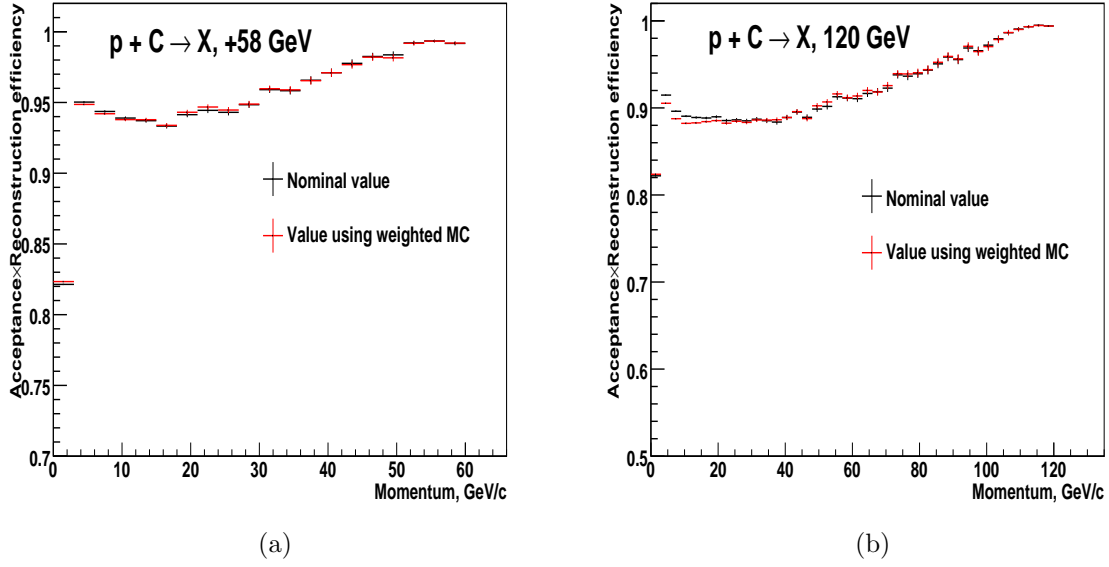 p + C → X, +58 GeV
Acceptance×Reconstruction efficiency
1
0.95
0.9
0.85
0.8
0.75
0.7
Nominal value
Value using weighted MC
0 10 20 30 40 50 60
Momentum, GeV/c
(a)
p + C → X, 120 GeV
Acceptance×Reconstruction efficiency
1
0.9
0.8
0.7
0.6
0.5
Nominal value
Value using weighted MC
0 20 40 60 80 100 120
Momentum, GeV/c
(b)